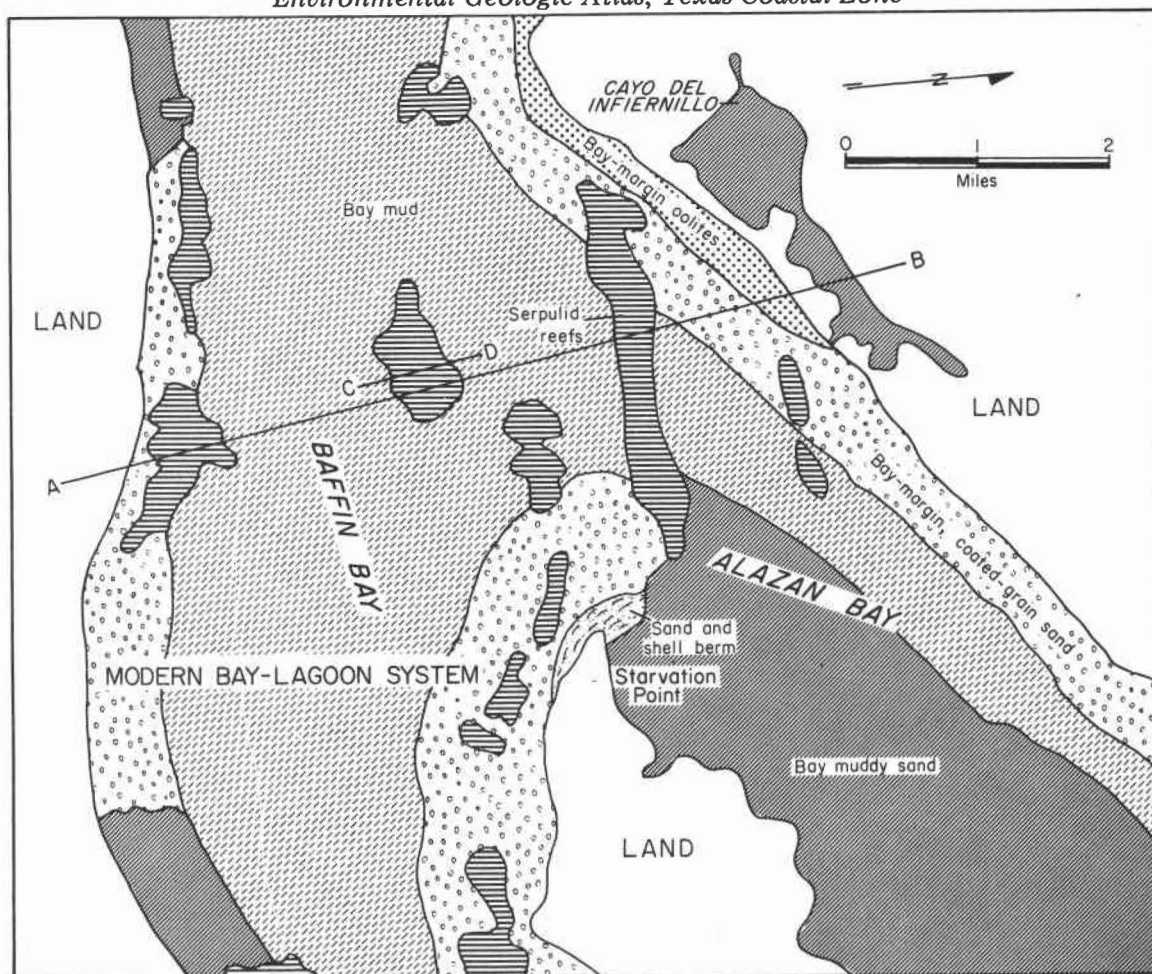 Environmental Geologic Atlas, Texas Coastal Zone
CAYO DEL
INFIERNILLO
N
0 1 2
Miles
Bay-margin oolites
Bay mud
B
LAND
Serpulid
reefs
D
C
LAND
A
BAFFIN BAY
Bay-margin, coated-grain sand
ALAZAN BAY
Sand and
shell berm
MODERN BAY-LAGOON SYSTEM
Starvation
Point
Bay muddy sand
LAND